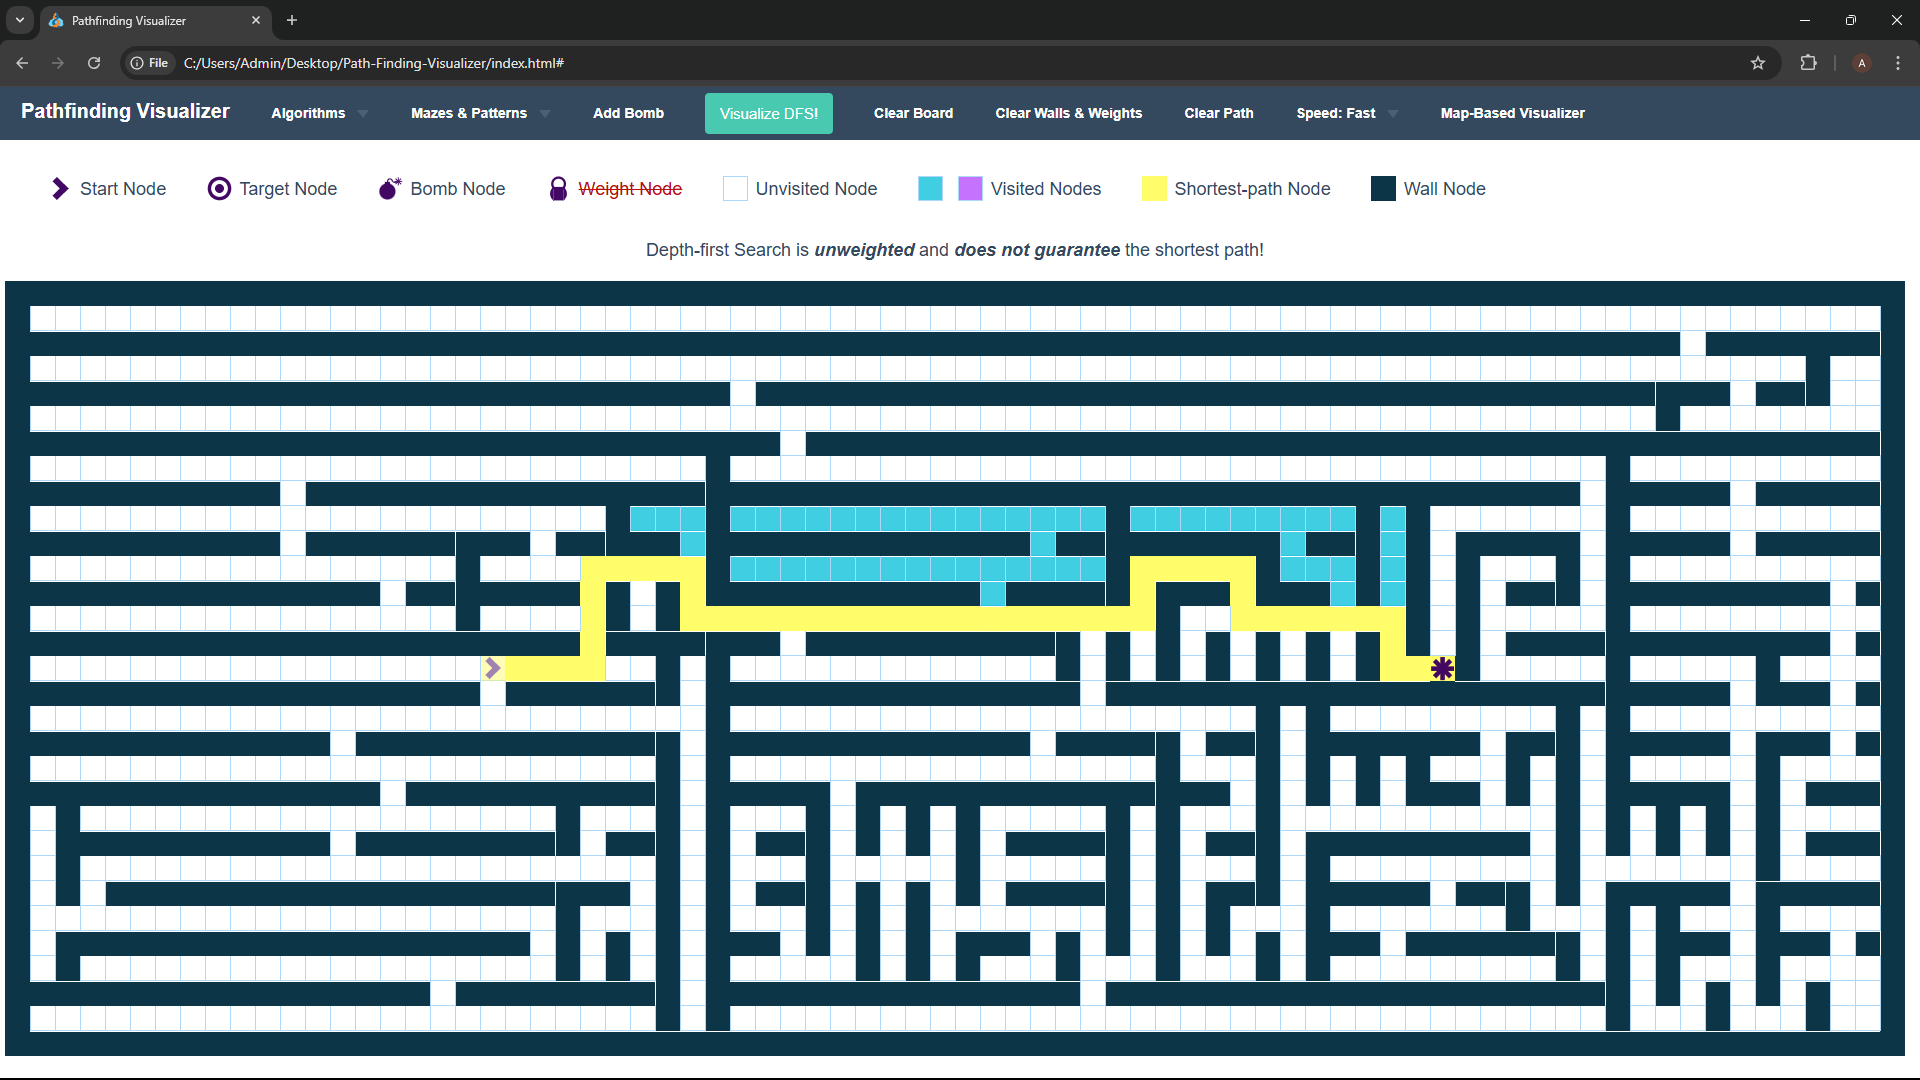 Pathfinding Visualizer
File C:/Users/Admin/Desktop/Path-Finding-Visualizer/index.html# A
Pathfinding Visualizer Algorithms Mazes & Patterns Add Bomb Visualize DFS! Clear Board Clear Walls & Weights Clear Path Speed: Fast Map-Based Visualizer
Start Node Target Node Bomb Node Weight Node Unvisited Node Visited Nodes Shortest-path Node Wall Node
Depth-first Search is unweighted and does not guarantee the shortest path!